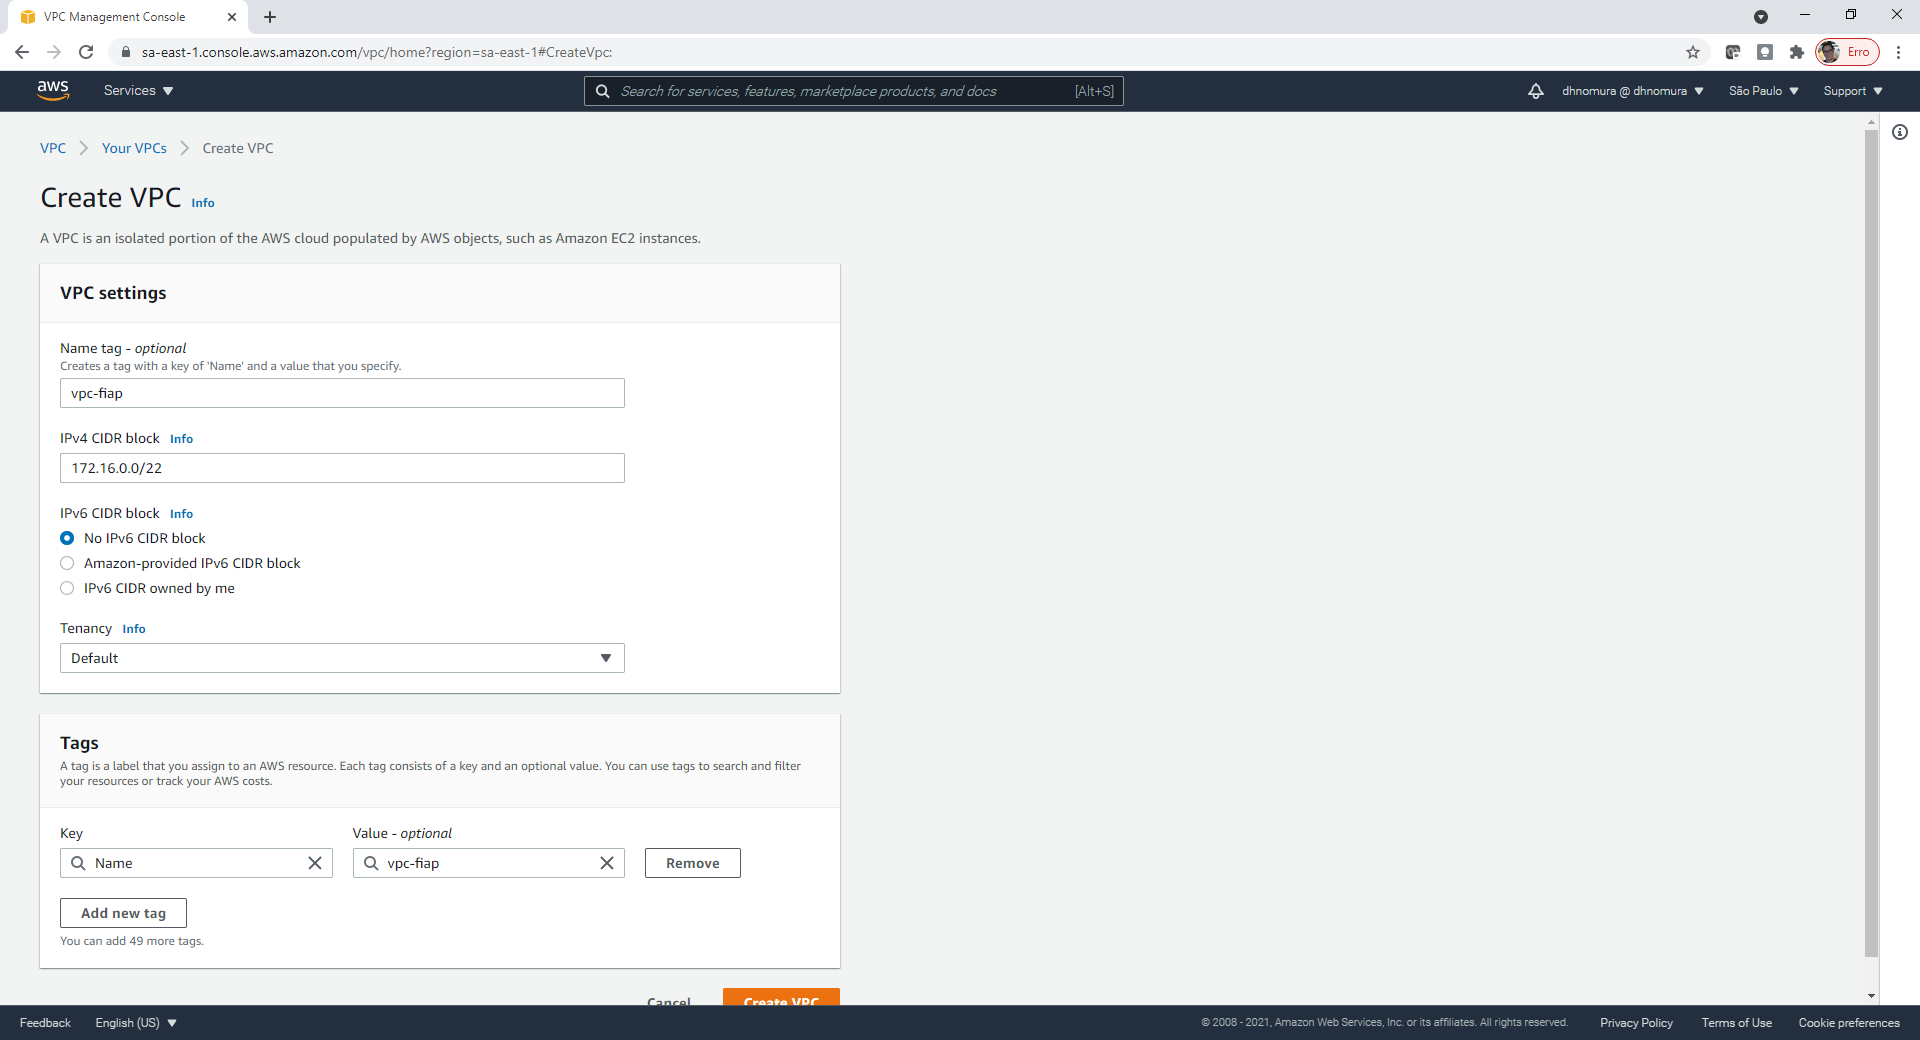 VPC Management Console
sa-east-1.console.aws.amazon.com/vpc/home?region=sa-east-1#CreateVpc:
Erro
aws
Services
Search for services, features, marketplace products, and docs [Alt+S]
dhnomura @ dhnomura
São Paulo
Support
VPC
Your VPCs
Create VPC
Create VPC Info
A VPC is an isolated portion of the AWS cloud populated by AWS objects, such as Amazon EC2 instances.
VPC settings
Name tag - optional
Creates a tag with a key of 'Name' and a value that you specify.
vpc-fiap
IPv4 CIDR block Info
172.16.0.0/22
IPv6 CIDR block Info
No IPv6 CIDR block
Amazon-provided IPv6 CIDR block
IPv6 CIDR owned by me
Tenancy Info
Default
Tags
A tag is a label that you assign to an AWS resource. Each tag consists of a key and an optional value. You can use tags to search and filter
your resources or track your AWS costs.
Key
Value - optional
Name
vpc-fiap
Remove
Add new tag
You can add 49 more tags.
Cancel
Create VPC
Feedback
English (US)
© 2008 - 2021, Amazon Web Services, Inc. or its affiliates. All rights reserved.
Privacy Policy
Terms of Use
Cookie preferences